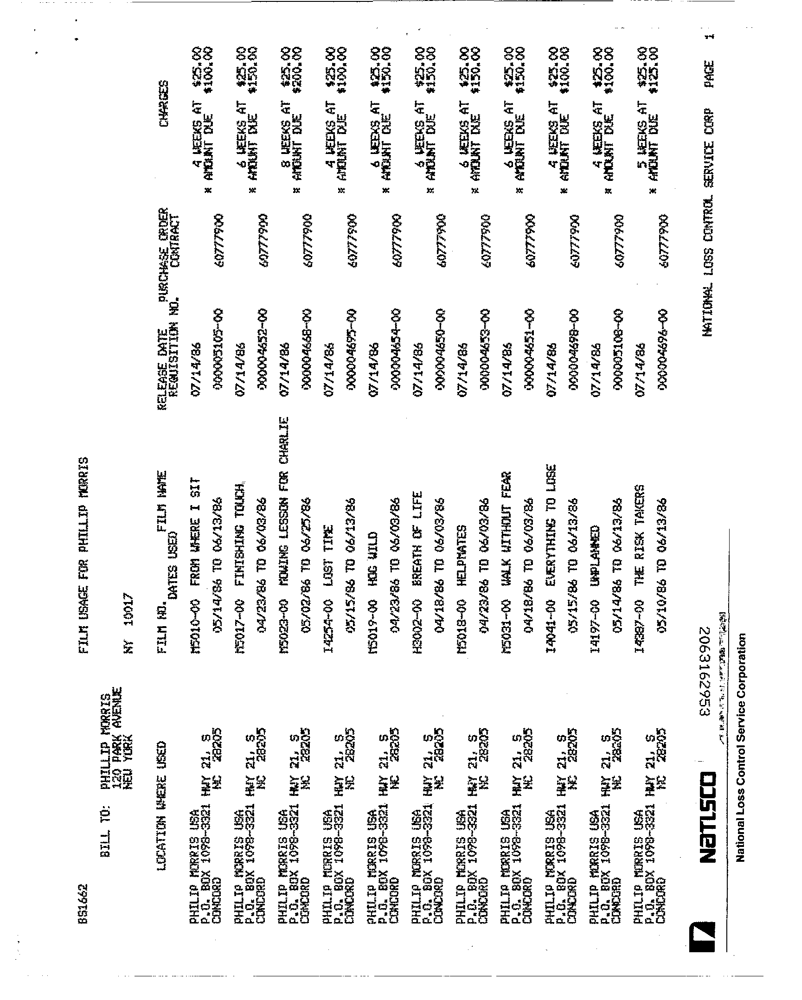 BS1662 FILM USAGE FOR PHILLIP MORRIS
BILL TO: PHILLIP MORRIS
120 PARK AVENUE
NEW YORK NY 10017
LOCATION WHERE USED FILM NO. FILM NAME RELEASE DATE PURCHASE ORDER CHARGES
DATES USED REQUISITION NO. CONTRACT
PHILIP MORRIS USA M5010-00 FROM WHERE I SIT 07/14/86 4 WEEKS AT $25.00
P.O. BOX 1098-3321 HWY 21, S * AMOUNT DUE $100.00
CONCORD NC 28205 05/14/86 TO 06/13/86 000005105-00 60777900
PHILIP MORRIS USA M5017-00 FINISHING TOUCH 07/14/86 6 WEEKS AT $25.00
P.O. BOX 1098-3321 HWY 21, S * AMOUNT DUE $150.00
CONCORD NC 28205 04/23/86 TO 06/03/86 000004652-00 60777900
PHILIP MORRIS USA M5023-00 MOWING LESSON FOR CHARLIE 07/14/86 8 WEEKS AT $25.00
P.O. BOX 1098-3321 HWY 21, S * AMOUNT DUE $200.00
CONCORD NC 28205 05/02/86 TO 06/25/86 000004668-00 60777900
PHILIP MORRIS USA I4254-00 LOST TIME 07/14/86 4 WEEKS AT $25.00
P.O. BOX 1098-3321 HWY 21, S * AMOUNT DUE $100.00
CONCORD NC 28205 05/15/86 TO 06/13/86 000004695-00 60777900
PHILIP MORRIS USA M5019-00 HOG WILD 07/14/86 6 WEEKS AT $25.00
P.O. BOX 1098-3321 HWY 21, S * AMOUNT DUE $150.00
CONCORD NC 28205 04/23/86 TO 06/03/86 000004654-00 60777900
PHILIP MORRIS USA H3002-00 BREATH OF LIFE 07/14/86 6 WEEKS AT $25.00
P.O. BOX 1098-3321 HWY 21, S * AMOUNT DUE $150.00
CONCORD NC 28205 04/18/86 TO 06/03/86 000004650-00 60777900
PHILIP MORRIS USA M5018-00 HELPMATES 07/14/86 6 WEEKS AT $25.00
P.O. BOX 1098-3321 HWY 21, S * AMOUNT DUE $150.00
CONCORD NC 28205 04/23/86 TO 06/03/86 000004653-00 60777900
PHILIP MORRIS USA M5031-00 WALK WITHOUT FEAR 07/14/86 6 WEEKS AT $25.00
P.O. BOX 1098-3321 HWY 21, S * AMOUNT DUE $150.00
CONCORD NC 28205 04/18/86 TO 06/03/86 000004651-00 60777900
PHILIP MORRIS USA I4041-00 EVERYTHING TO LOSE 07/14/86 4 WEEKS AT $25.00
P.O. BOX 1098-3321 HWY 21, S * AMOUNT DUE $100.00
CONCORD NC 28205 05/15/86 TO 06/13/86 000004698-00 60777900
PHILIP MORRIS USA I4197-00 UNPLANNED 07/14/86 4 WEEKS AT $25.00
P.O. BOX 1098-3321 HWY 21, S * AMOUNT DUE $100.00
CONCORD NC 28205 05/14/86 TO 06/13/86 000005108-00 60777900
PHILIP MORRIS USA I4387-00 THE RISK TAKERS 07/14/86 5 WEEKS AT $25.00
P.O. BOX 1098-3321 HWY 21, S * AMOUNT DUE $125.00
CONCORD NC 28205 05/10/86 TO 06/13/86 000004696-00 60777900
NATIONAL LOSS CONTROL SERVICE CORP PAGE 1
NATLSCO 2063162953
National Loss Control Service Corporation